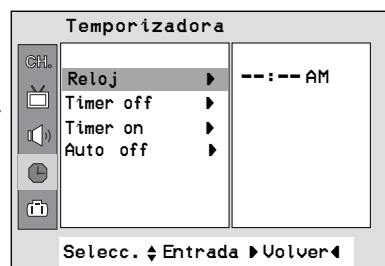 Temporizadora
CH.
Reloj ▶ --:-- AM
Timer off ▶
Timer on ▶
Auto off ▶
Selecc. ▲▼ Entrada ▶ Volver ◀